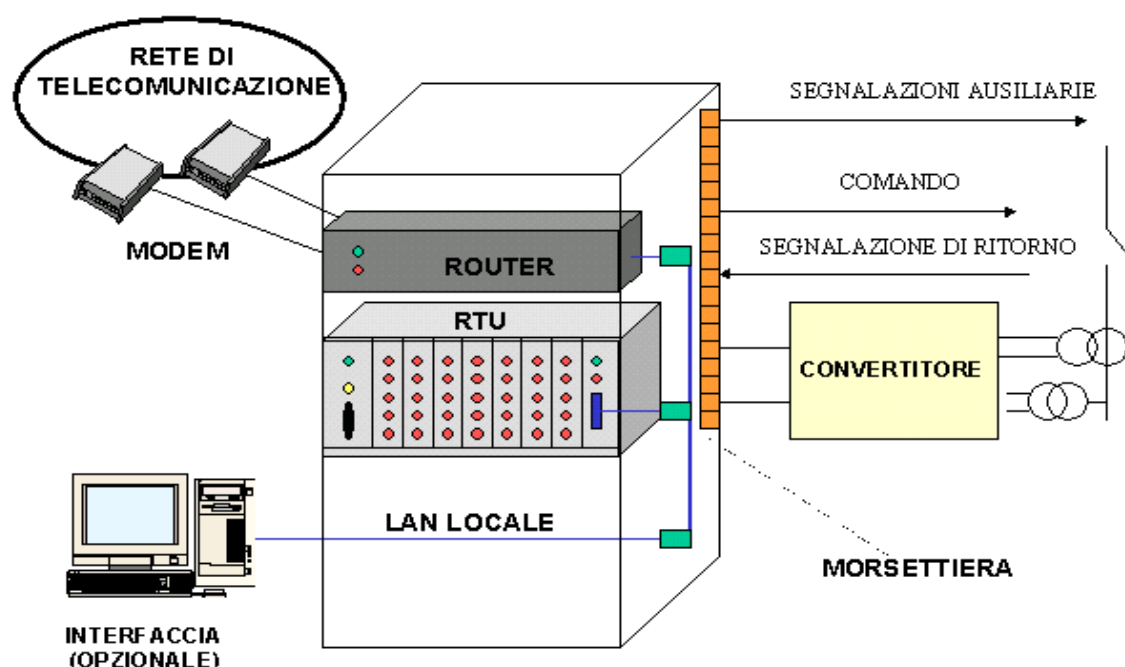 RETE DI
TELECOMUNICAZIONE
MODEM
ROUTER
RTU
LAN LOCALE
INTERFACCIA
(OPZIONALE)
SEGNALAZIONI AUSILIARIE
COMANDO
SEGNALAZIONE DI RITORNO
CONVERTITORE
MORSETTIERA